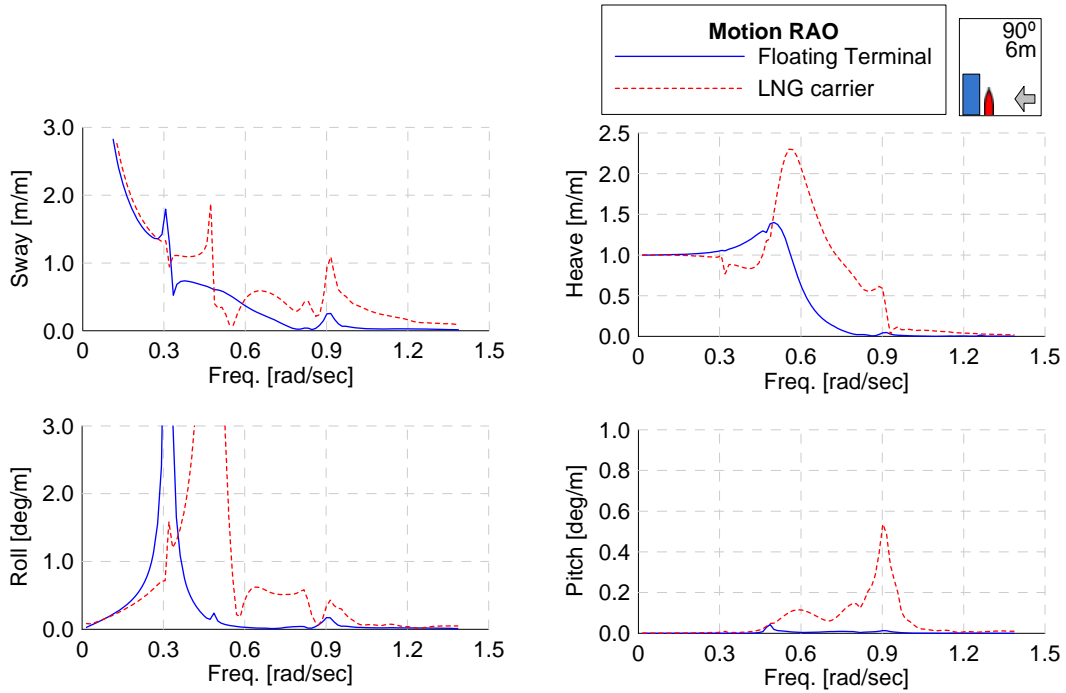 Motion RAO
Floating Terminal
LNG carrier
90º
6m
3.0
2.0
1.0
0.0
Sway [m/m]
0 0.3 0.6 0.9 1.2 1.5
Freq. [rad/sec]
2.5
2.0
1.5
1.0
0.5
0.0
Heave [m/m]
0 0.3 0.6 0.9 1.2 1.5
Freq. [rad/sec]
3.0
2.0
1.0
0.0
Roll [deg/m]
0 0.3 0.6 0.9 1.2 1.5
Freq. [rad/sec]
1.0
0.8
0.6
0.4
0.2
0.0
Pitch [deg/m]
0 0.3 0.6 0.9 1.2 1.5
Freq. [rad/sec]